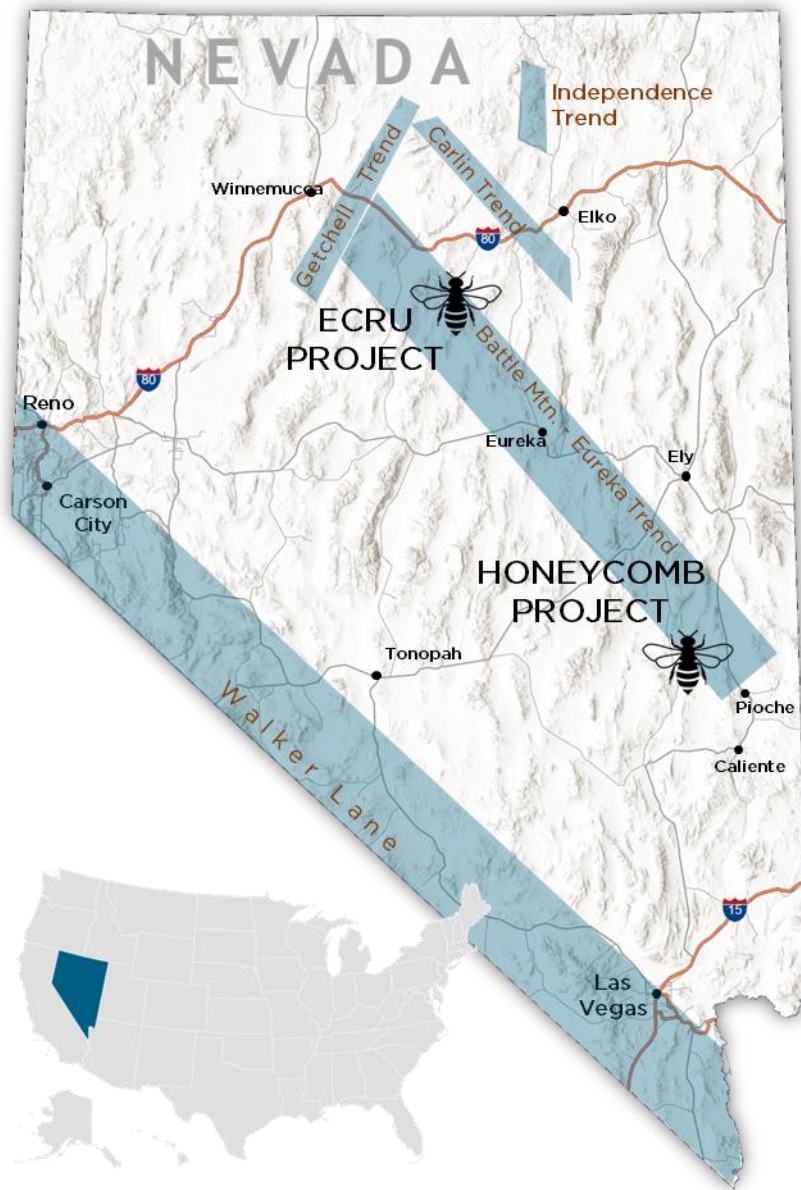 NEVADA
Independence
Trend
Getchell Trend
Carlin Trend
Winnemucca
Elko
80
ECRU
PROJECT
Battle Mtn. - Eureka Trend
80
Reno
Eureka
Ely
Carson
City
HONEYCOMB
PROJECT
Tonopah
Pioche
Walker Lane
Caliente
15
Las
Vegas